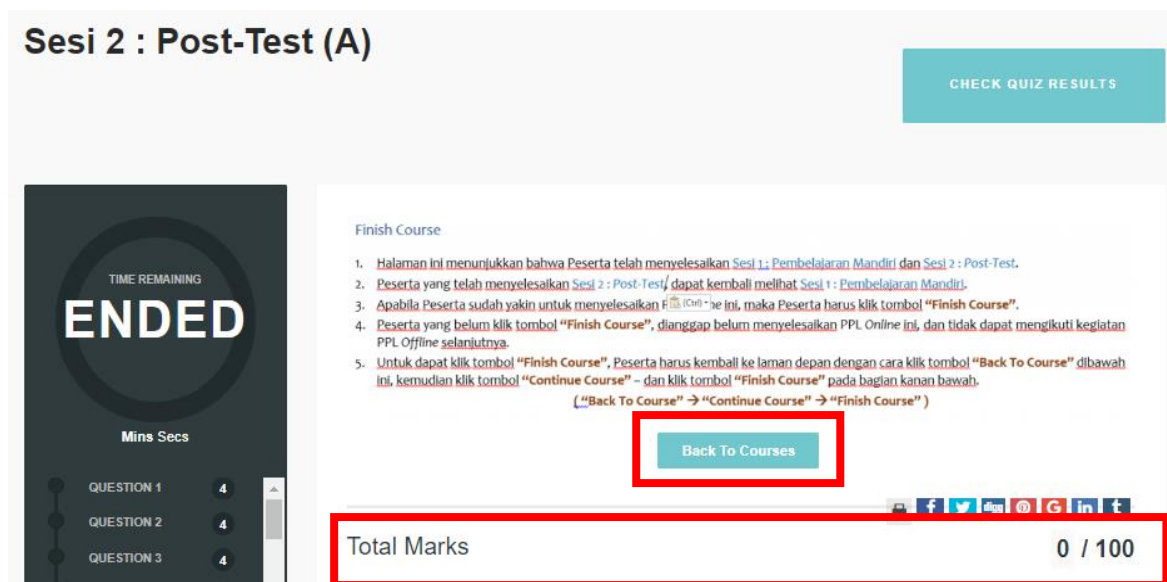 Sesi 2 : Post-Test (A)
CHECK QUIZ RESULTS
TIME REMAINING
ENDED
Mins Secs
QUESTION 1 4
QUESTION 2 4
QUESTION 3 4
Finish Course
1. Halaman ini menunjukkan bahwa Peserta telah menyelesaikan Sesi 1: Pembelajaran Mandiri dan Sesi 2 : Post-Test.
2. Peserta yang telah menyelesaikan Sesi 2 : Post-Test, dapat kembali melihat Sesi 1 : Pembelajaran Mandiri.
3. Apabila Peserta sudah yakin untuk menyelesaikan (Ctrl) ne ini, maka Peserta harus klik tombol “Finish Course”.
4. Peserta yang belum klik tombol “Finish Course”, dianggap belum menyelesaikan PPL Online ini, dan tidak dapat mengikuti kegiatan
PPL Offline selanjutnya.
5. Untuk dapat klik tombol “Finish Course”, Peserta harus kembali ke laman depan dengan cara klik tombol “Back To Course” dibawah
ini, kemudian klik tombol “Continue Course” – dan klik tombol “Finish Course” pada bagian kanan bawah.
( “Back To Course” → “Continue Course” → “Finish Course” )
Back To Courses
f digg G in t
Total Marks 0 / 100